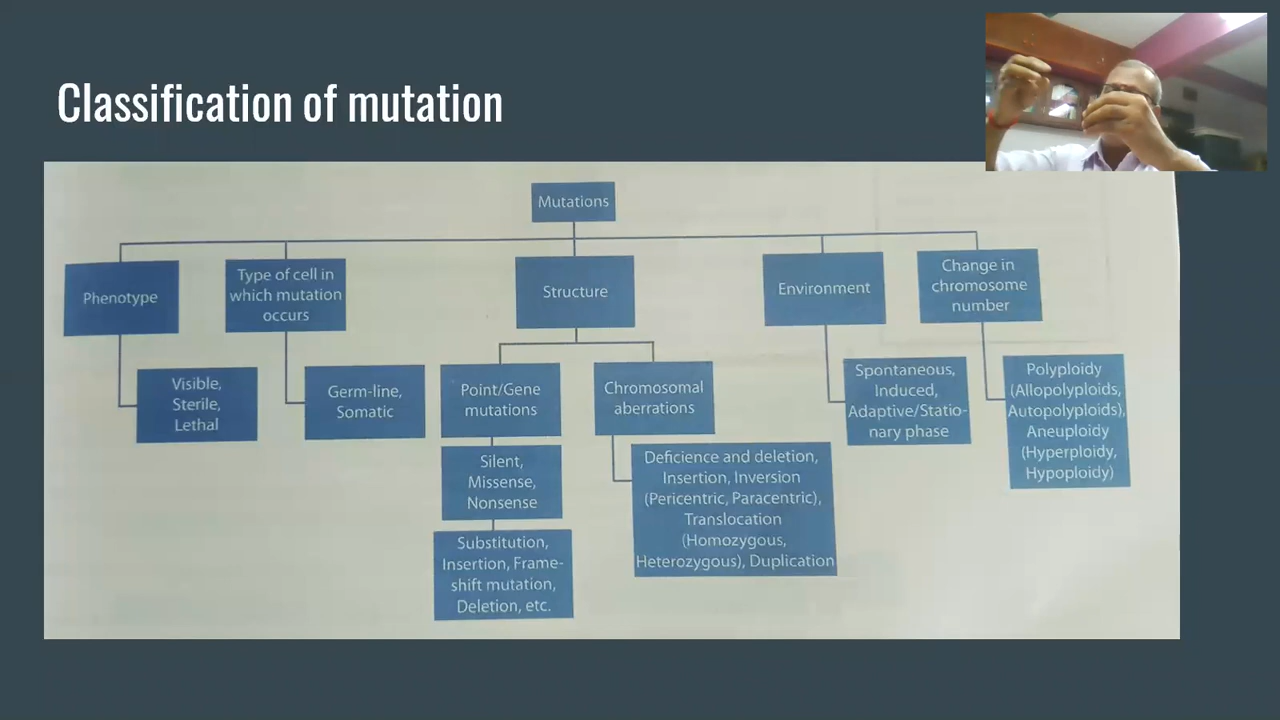 Classification of mutation
Mutations
Phenotype
Type of cell in
which mutation
occurs
Structure
Environment
Change in
chromosome
number
Visible,
Sterile,
Lethal
Germ-line,
Somatic
Point/Gene
mutations
Chromosomal
aberrations
Spontaneous,
Induced,
Adaptive/Statio-
nary phase
Polyploidy
(Allopolyploids,
Autopolyploids),
Aneuploidy
(Hyperploidy,
Hypoploidy)
Silent,
Missense,
Nonsense
Deficience and deletion,
Insertion, Inversion
(Pericentric, Paracentric),
Translocation
(Homozygous,
Heterozygous), Duplication
Substitution,
Insertion, Frame-
shift mutation,
Deletion, etc.